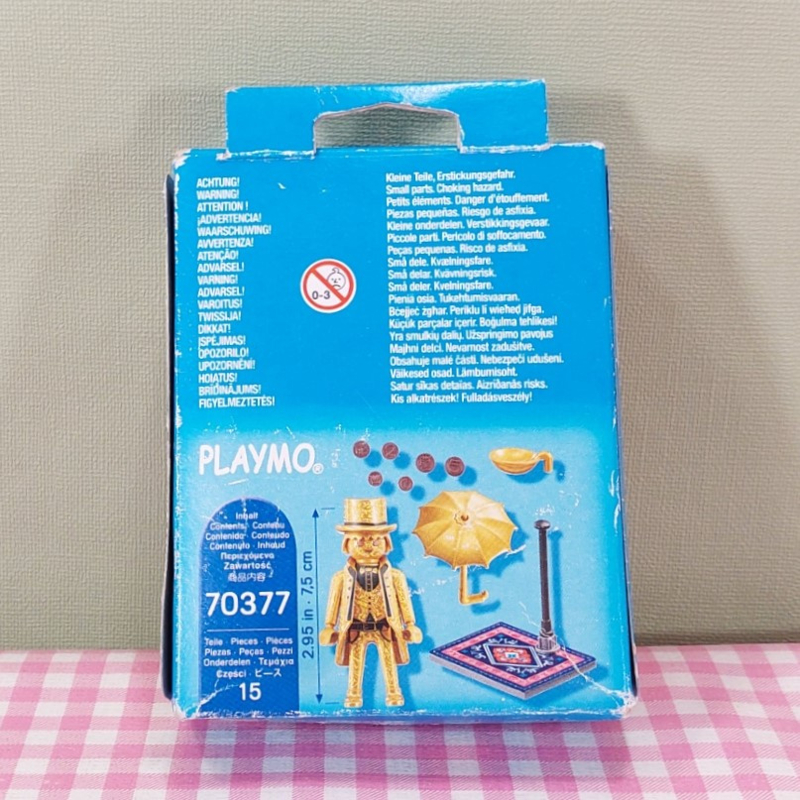 ACHTUNG!
WARNING!
ATTENTION !
¡ADVERTENCIA!
WAARSCHUWING!
AVVERTENZA!
ATENÇÃO!
ADVARSEL!
VARNING!
ADVARSEL!
VAROITUS!
TWISSIJA!
DİKKAT!
ĮSPĖJIMAS!
OPOZORILO!
UPOZORNĚNÍ!
HOIATUS!
BRĪDINĀJUMS!
FIGYELMEZTETÉS!
0-3
Kleine Teile, Erstickungsgefahr.
Small parts. Choking hazard.
Petits éléments. Danger d'étouffement.
Piezas pequeñas. Riesgo de asfixia.
Kleine onderdelen. Verstikkingsgevaar.
Piccole parti. Pericolo di soffocamento.
Peças pequenas. Risco de asfixia.
Små dele. Kvælningsfare.
Små delar. Kvävningsrisk.
Små deler. Kvelningsfare.
Pieniä osia. Tukehtumisvaaran.
Bċejjeċ żgħar. Periklu li wieħed jifga.
Küçük parçalar içerir. Boğulma tehlikesi!
Yra smulkių dalių. Užspringimo pavojus
Majhni delci. Nevarnost zadušitve.
Obsahuje malé části. Nebezpečí udušení.
Väikesed osad. Lämbumisoht.
Satur sīkas detaļas. Aizrīšanās risks.
Kis alkatrészek! Fulladásveszély!
PLAYMO®
Inhalt
Contents · Contenu
Contenido · Conteúdo
Contenuto · Inhoud
Περιεχόμενο
Zawartość
商品内容
70377
Teile · Pieces · Pièces
Piezas · Peças · Pezzi
Onderdelen · Τεμάχια
Części · ピース
15
2.95 in · 7,5 cm